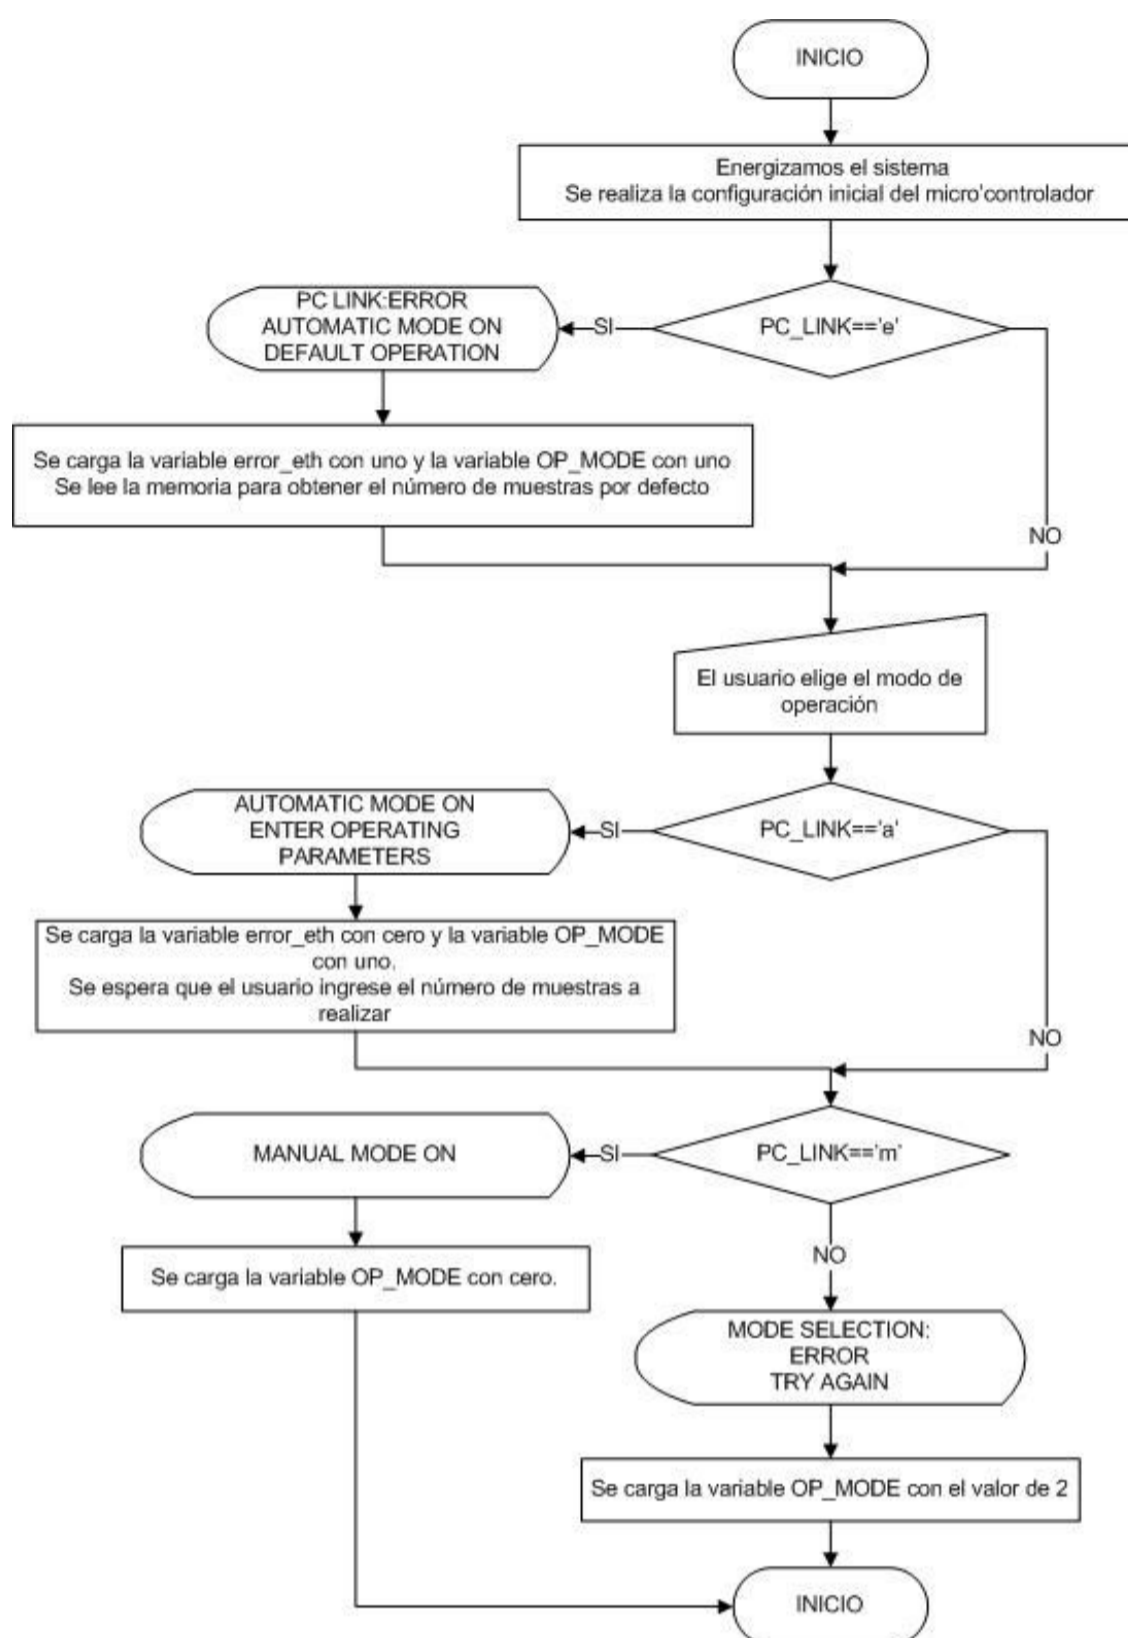 INICIO
Energizamos el sistema
Se realiza la configuración inicial del micro'controlador
PC_LINK=='e'
SI
PC LINK:ERROR
AUTOMATIC MODE ON
DEFAULT OPERATION
Se carga la variable error_eth con uno y la variable OP_MODE con uno
Se lee la memoria para obtener el número de muestras por defecto
NO
El usuario elige el modo de
operación
PC_LINK=='a'
SI
AUTOMATIC MODE ON
ENTER OPERATING
PARAMETERS
Se carga la variable error_eth con cero y la variable OP_MODE
con uno.
Se espera que el usuario ingrese el número de muestras a
realizar
NO
PC_LINK=='m'
SI
MANUAL MODE ON
Se carga la variable OP_MODE con cero.
NO
MODE SELECTION:
ERROR
TRY AGAIN
Se carga la variable OP_MODE con el valor de 2
INICIO